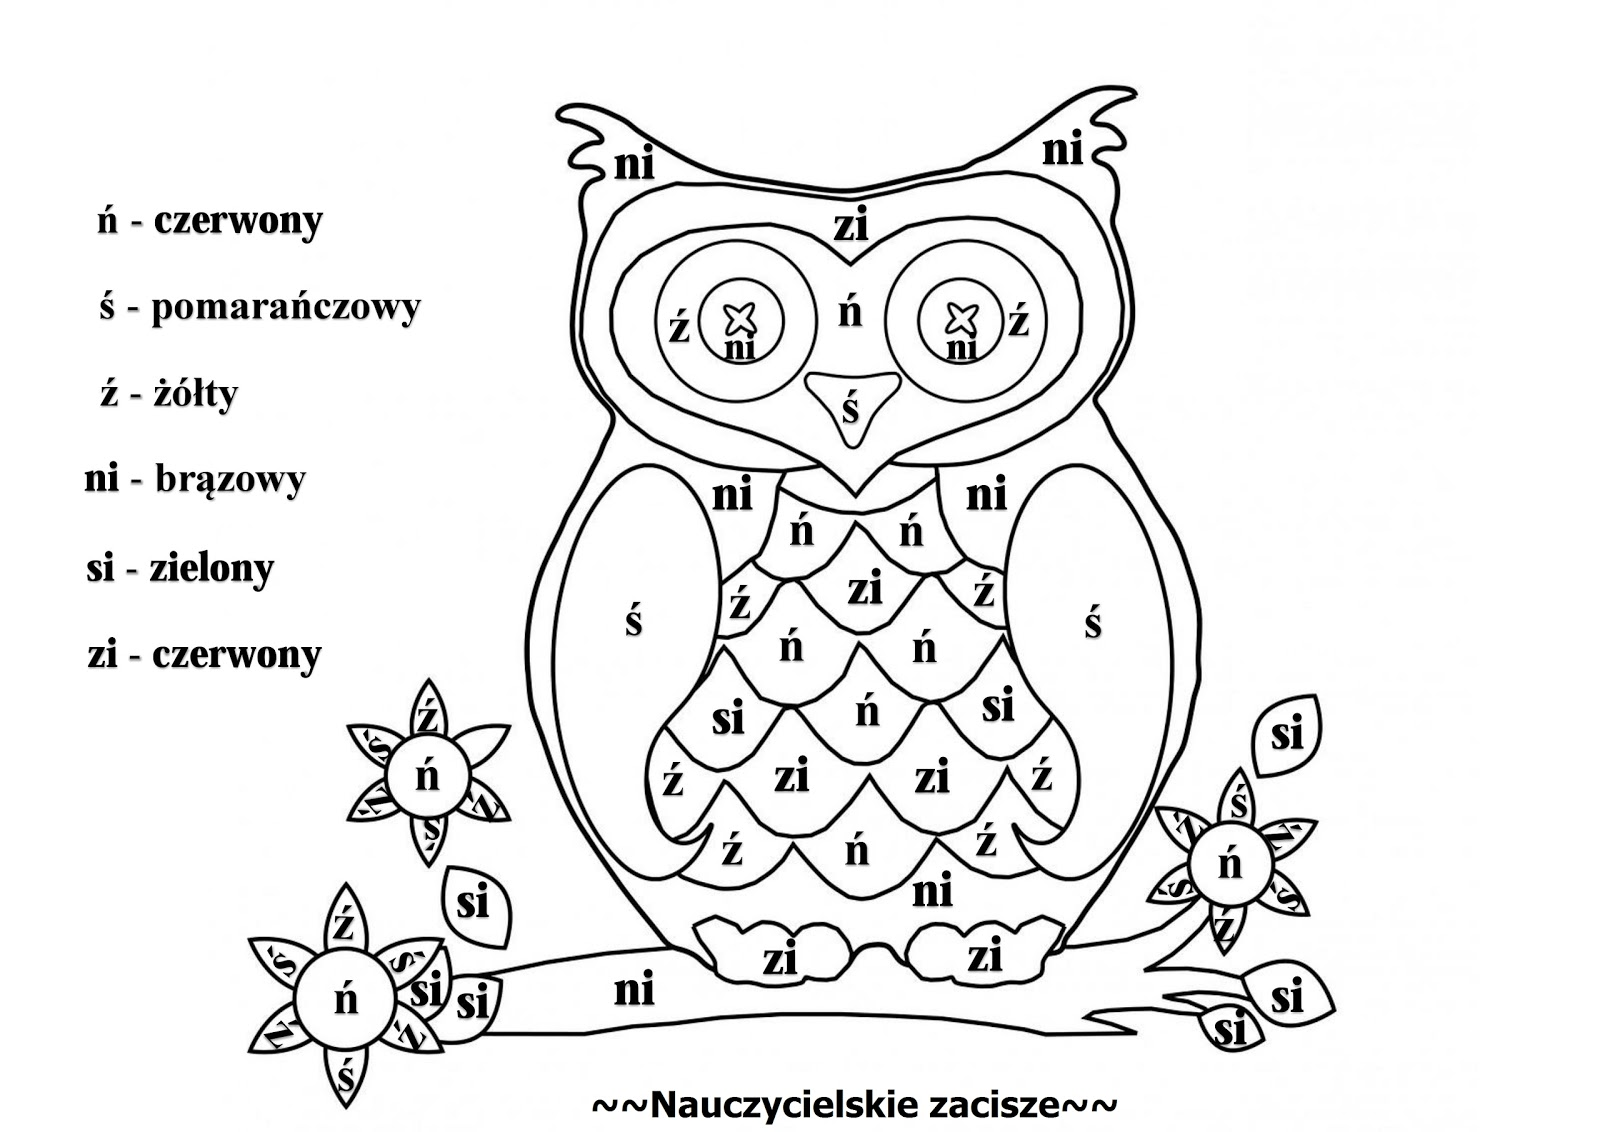 ń - czerwony
ś - pomarańczowy
ź - żółty
ni - brązowy
si - zielony
zi - czerwony
ni ni
zi
ź ni ń ni ź
ś
ni ni
ń ń
ź zi ź
ś ń ń ś
si ń si
ź zi zi ź
ź ń ź
ni
zi zi
ni
ź
ś ń
ź ź
ś
si
ź
ś ś
ń si si
ź ź
ś
si
ś
ź ź
ń
ś ś
ź
si
si
~~Nauczycielskie zacisze~~